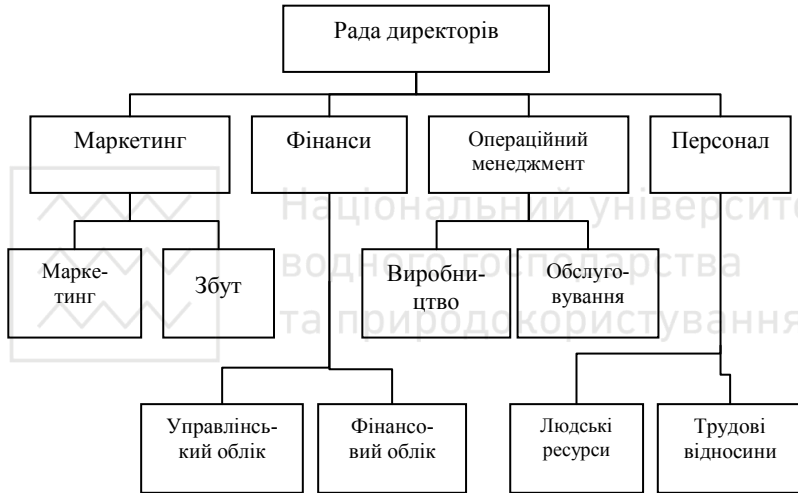 Рада директорів
Маркетинг
Фінанси
Операційний
менеджмент
Персонал
Національний університе
водного господарства
та природокористування
Марке-
тинг
Збут
Виробни-
цтво
Обслуго-
вування
Управлінсь-
кий облік
Фінансо-
вий облік
Людські
ресурси
Трудові
відносини